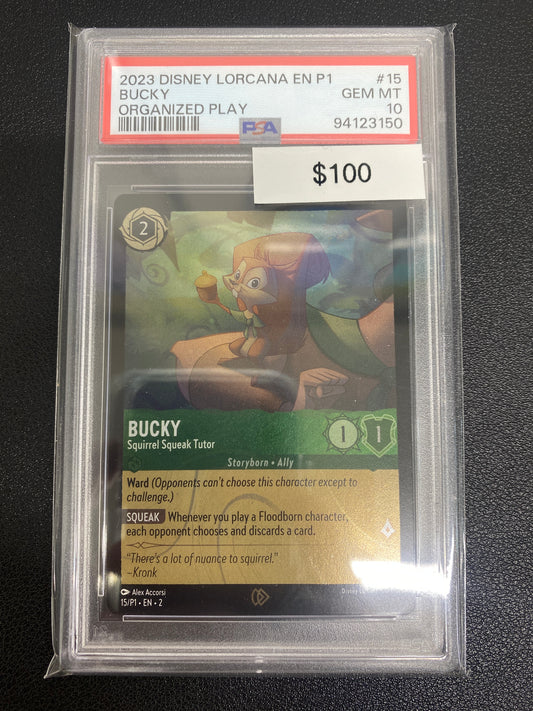 2023 DISNEY LORCANA EN P1 #15
BUCKY GEM MT
ORGANIZED PLAY 10
PSA 94123150
$100
2
BUCKY
Squirrel Squeak Tutor
1 1
Storyborn • Ally
Ward (Opponents can't choose this character except to
challenge.)
SQUEAK Whenever you play a Floodborn character,
each opponent chooses and discards a card.
"There's a lot of nuance to squirrel."
–Kronk
Alex Accorsi
15/P1 • EN • 2
Disney